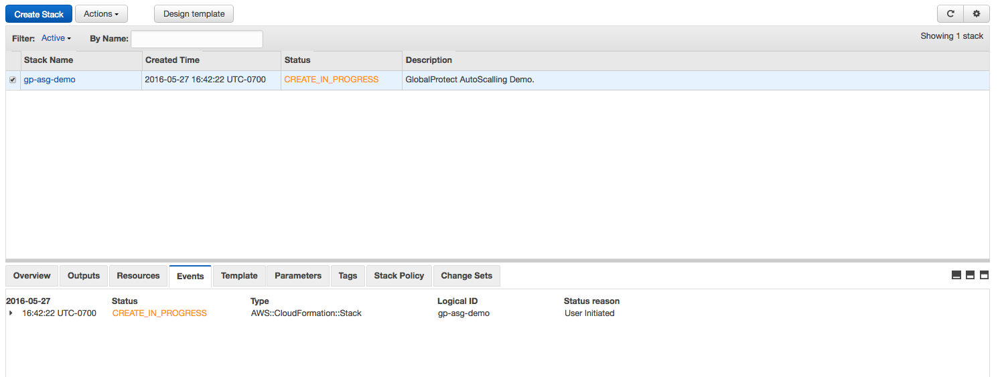 Create Stack Actions Design template
Filter: Active By Name: Showing 1 stack
Stack Name Created Time Status Description
gp-asg-demo 2016-05-27 16:42:22 UTC-0700 CREATE_IN_PROGRESS GlobalProtect AutoScalling Demo.
Overview Outputs Resources Events Template Parameters Tags Stack Policy Change Sets
2016-05-27 Status Type Logical ID Status reason
16:42:22 UTC-0700 CREATE_IN_PROGRESS AWS::CloudFormation::Stack gp-asg-demo User Initiated